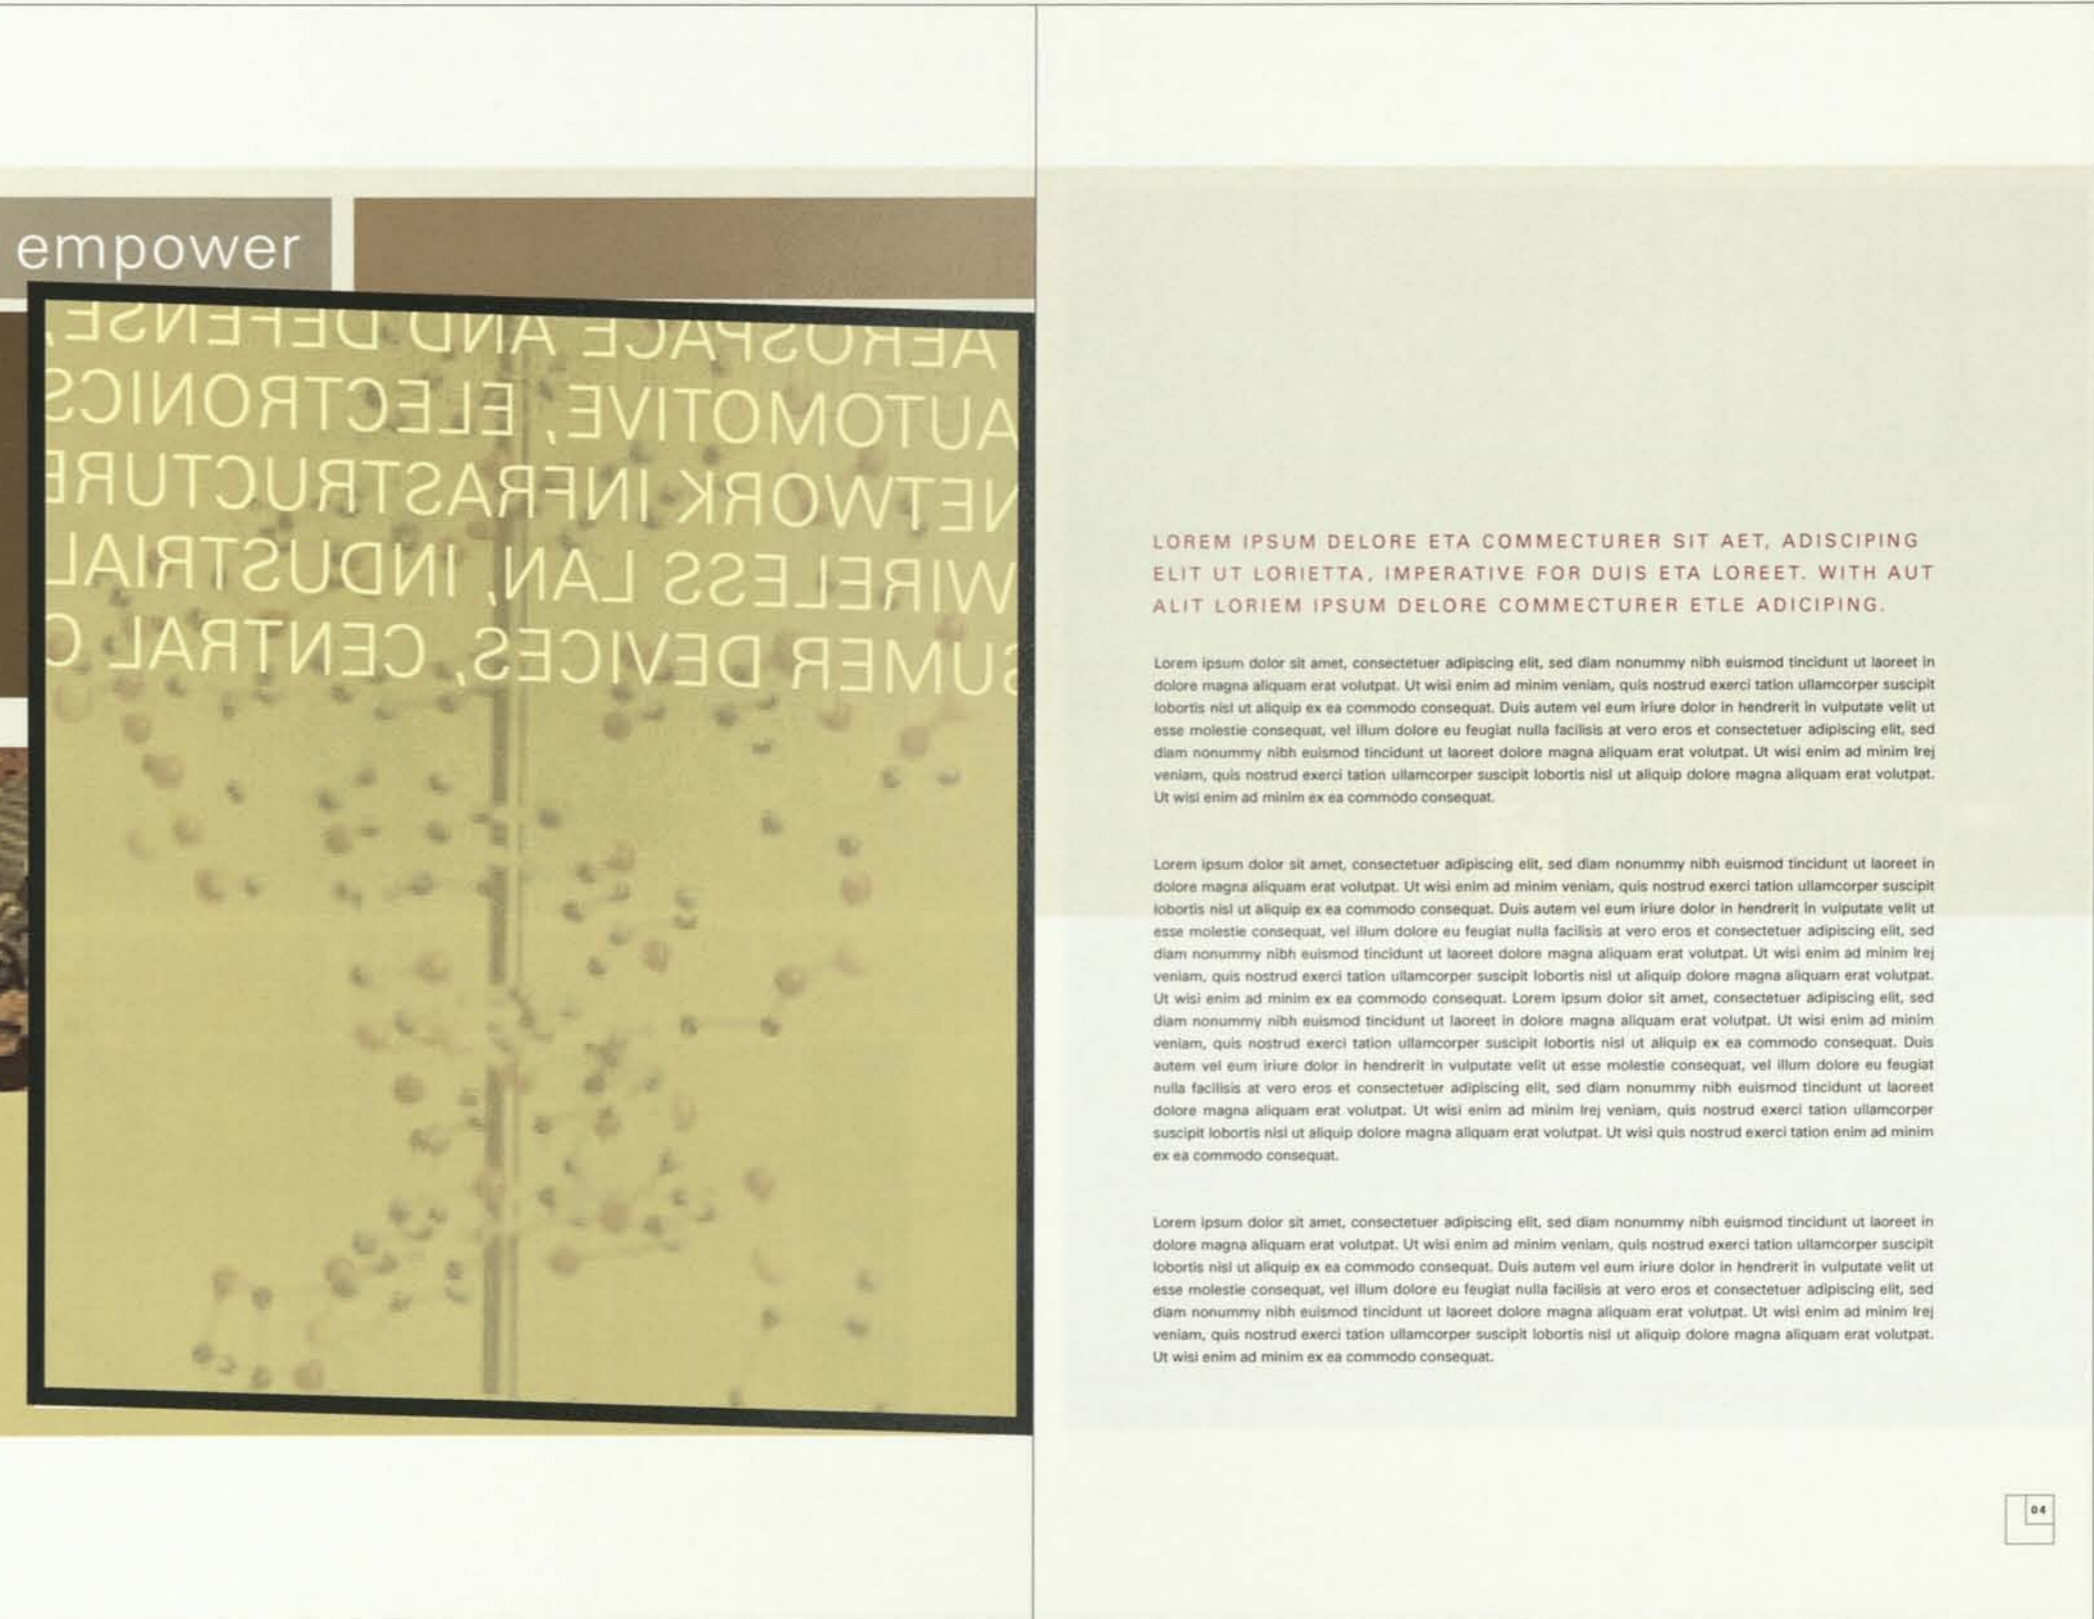 empower
AEROSPACE AND DEFENSE,
AUTOMOTIVE, ELECTRONICS
NETWORK INFRASTRUCTURE
WIRELESS LAN, INDUSTRIAL
SUMER DEVICES, CENTRAL
LOREM IPSUM DELORE ETA COMMECTURER SIT AET, ADISCIPING
ELIT UT LORIETTA, IMPERATIVE FOR DUIS ETA LOREET. WITH AUT
ALIT LORIEM IPSUM DELORE COMMECTURER ETLE ADICIPING.
Lorem ipsum dolor sit amet, consectetuer adipiscing elit, sed diam nonummy nibh euismod tincidunt ut laoreet in
dolore magna aliquam erat volutpat. Ut wisi enim ad minim veniam, quis nostrud exerci tation ullamcorper suscipit
lobortis nisl ut aliquip ex ea commodo consequat. Duis autem vel eum iriure dolor in hendrerit in vulputate velit ut
esse molestie consequat, vel illum dolore eu feugiat nulla facilisis at vero eros et consectetuer adipiscing elit, sed
diam nonummy nibh euismod tincidunt ut laoreet dolore magna aliquam erat volutpat. Ut wisi enim ad minim lrej
veniam, quis nostrud exerci tation ullamcorper suscipit lobortis nisl ut aliquip dolore magna aliquam erat volutpat.
Ut wisi enim ad minim ex ea commodo consequat.
Lorem ipsum dolor sit amet, consectetuer adipiscing elit, sed diam nonummy nibh euismod tincidunt ut laoreet in
dolore magna aliquam erat volutpat. Ut wisi enim ad minim veniam, quis nostrud exerci tation ullamcorper suscipit
lobortis nisl ut aliquip ex ea commodo consequat. Duis autem vel eum iriure dolor in hendrerit in vulputate velit ut
esse molestie consequat, vel illum dolore eu feugiat nulla facilisis at vero eros et consectetuer adipiscing elit, sed
diam nonummy nibh euismod tincidunt ut laoreet dolore magna aliquam erat volutpat. Ut wisi enim ad minim lrej
veniam, quis nostrud exerci tation ullamcorper suscipit lobortis nisl ut aliquip dolore magna aliquam erat volutpat.
Ut wisi enim ad minim ex ea commodo consequat. Lorem ipsum dolor sit amet, consectetuer adipiscing elit, sed
diam nonummy nibh euismod tincidunt ut laoreet in dolore magna aliquam erat volutpat. Ut wisi enim ad minim
veniam, quis nostrud exerci tation ullamcorper suscipit lobortis nisl ut aliquip ex ea commodo consequat. Duis
autem vel eum iriure dolor in hendrerit in vulputate velit ut esse molestie consequat, vel illum dolore eu feugiat
nulla facilisis at vero eros et consectetuer adipiscing elit, sed diam nonummy nibh euismod tincidunt ut laoreet
dolore magna aliquam erat volutpat. Ut wisi enim ad minim lrej veniam, quis nostrud exerci tation ullamcorper
suscipit lobortis nisl ut aliquip dolore magna aliquam erat volutpat. Ut wisi quis nostrud exerci tation enim ad minim
ex ea commodo consequat.
Lorem ipsum dolor sit amet, consectetuer adipiscing elit, sed diam nonummy nibh euismod tincidunt ut laoreet in
dolore magna aliquam erat volutpat. Ut wisi enim ad minim veniam, quis nostrud exerci tation ullamcorper suscipit
lobortis nisl ut aliquip ex ea commodo consequat. Duis autem vel eum iriure dolor in hendrerit in vulputate velit ut
esse molestie consequat, vel illum dolore eu feugiat nulla facilisis at vero eros et consectetuer adipiscing elit, sed
diam nonummy nibh euismod tincidunt ut laoreet dolore magna aliquam erat volutpat. Ut wisi enim ad minim lrej
veniam, quis nostrud exerci tation ullamcorper suscipit lobortis nisl ut aliquip dolore magna aliquam erat volutpat.
Ut wisi enim ad minim ex ea commodo consequat.
04